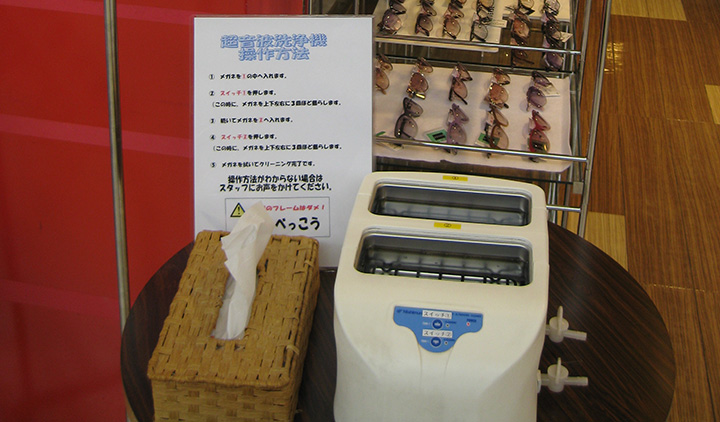 超音波洗浄機
操作方法
① メガネを1の中へ入れます。
② スイッチ①を押します。
(この時に、メガネを上下左右に3回ほど動かします。
③ 続いてメガネを2へ入れます。
④ スイッチ2を押します。
(この時に、メガネを上下左右に3回ほど動かします。
⑤ メガネを拭いてクリーニング完了です。
操作方法がわからない場合は
スタッフにお声をかけてください。
のフレームはダメ!
べっこう
①
②
スイッチ①
スイッチ②